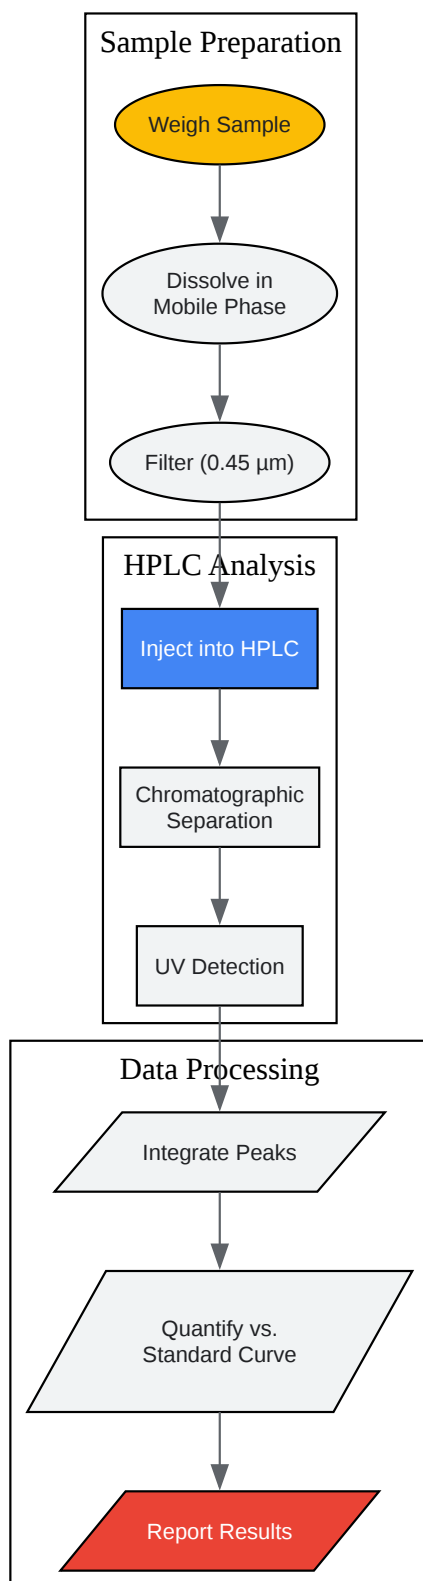 Sample Preparation
Weigh Sample
Dissolve in
Mobile Phase
Filter (0.45 µm)
HPLC Analysis
Inject into HPLC
Chromatographic
Separation
UV Detection
Data Processing
Integrate Peaks
Quantify vs.
Standard Curve
Report Results